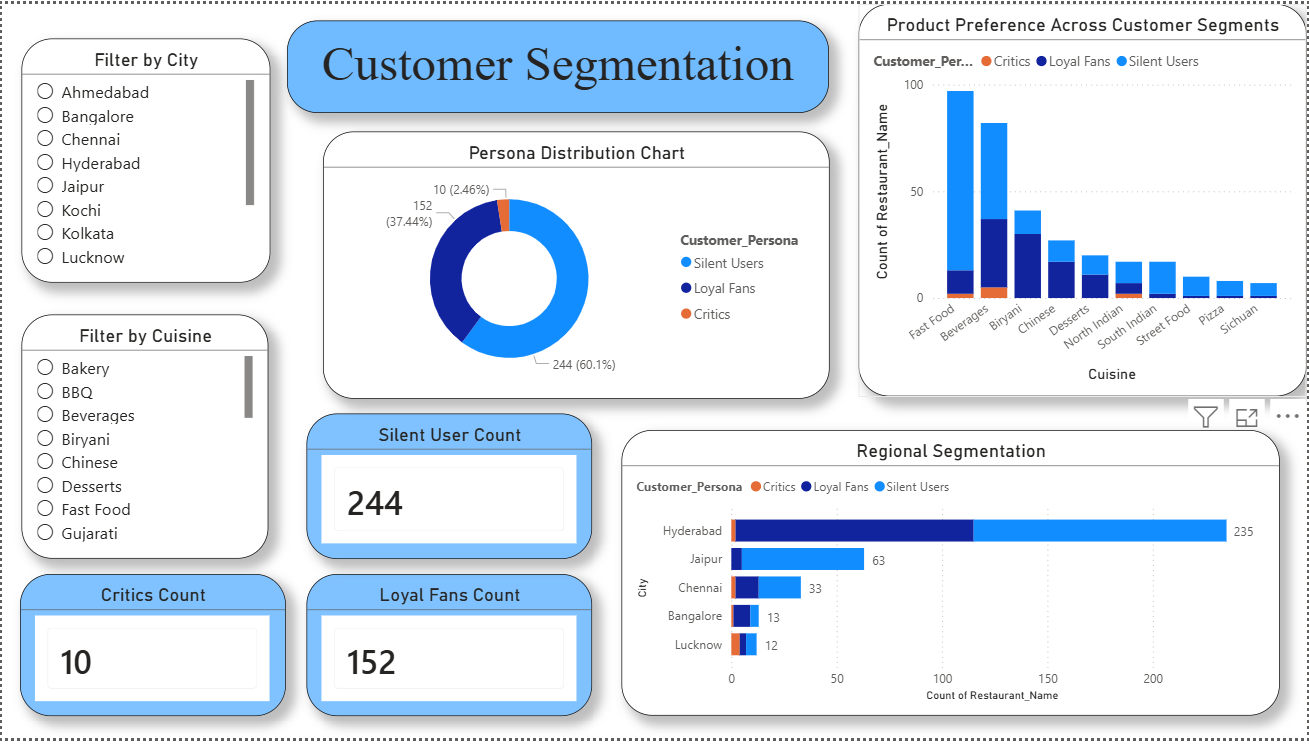 Filter by City
Ahmedabad
Bangalore
Chennai
Hyderabad
Jaipur
Kochi
Kolkata
Lucknow
Customer Segmentation
Product Preference Across Customer Segments
Customer_Per... Critics Loyal Fans Silent Users
Count of Restaurant_Name
100
50
0
Fast Food
Beverages
Biryani
Chinese
Desserts
North Indian
South Indian
Street Food
Pizza
Sichuan
Cuisine
Persona Distribution Chart
10 (2.46%)
152
(37.44%)
244 (60.1%)
Customer_Persona
Silent Users
Loyal Fans
Critics
Filter by Cuisine
Bakery
BBQ
Beverages
Biryani
Chinese
Desserts
Fast Food
Gujarati
Silent User Count
244
Critics Count
10
Loyal Fans Count
152
Regional Segmentation
Customer_Persona Critics Loyal Fans Silent Users
City
Hyderabad 235
Jaipur 63
Chennai 33
Bangalore 13
Lucknow 12
0 50 100 150 200
Count of Restaurant_Name